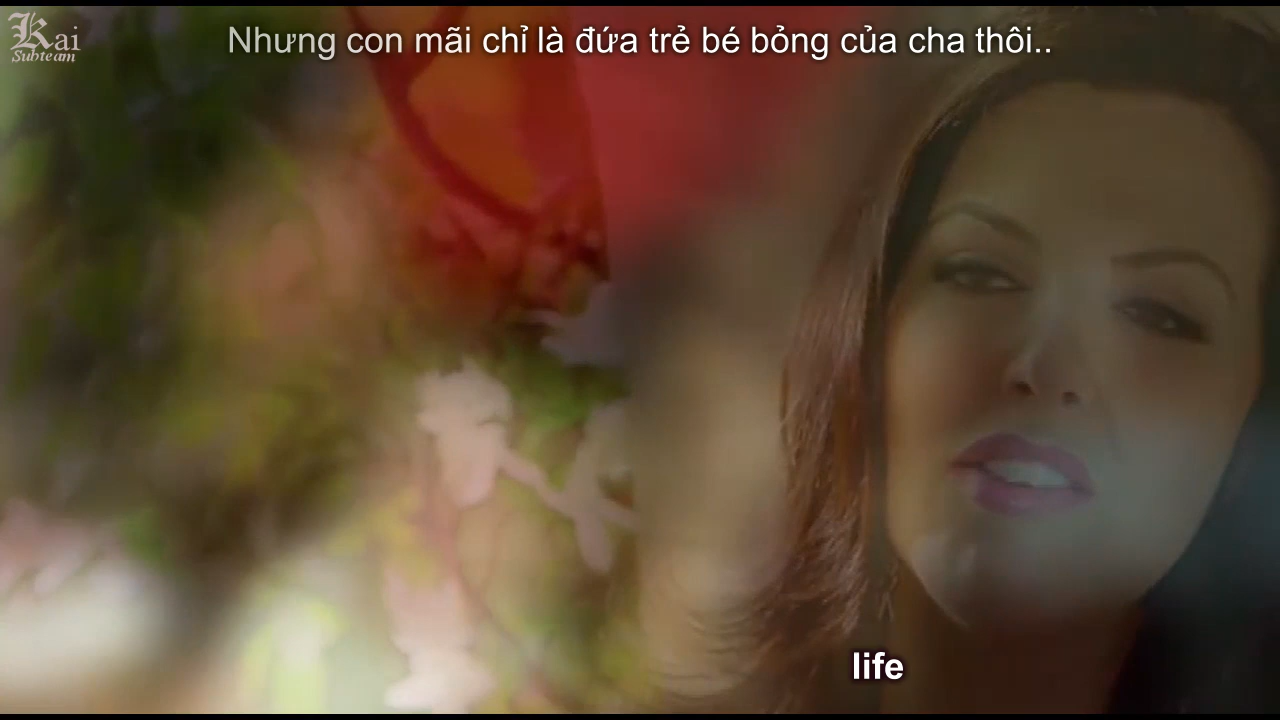 Kai
Subteam
Nhưng con mãi chỉ là đứa trẻ bé bỏng của cha thôi..
life